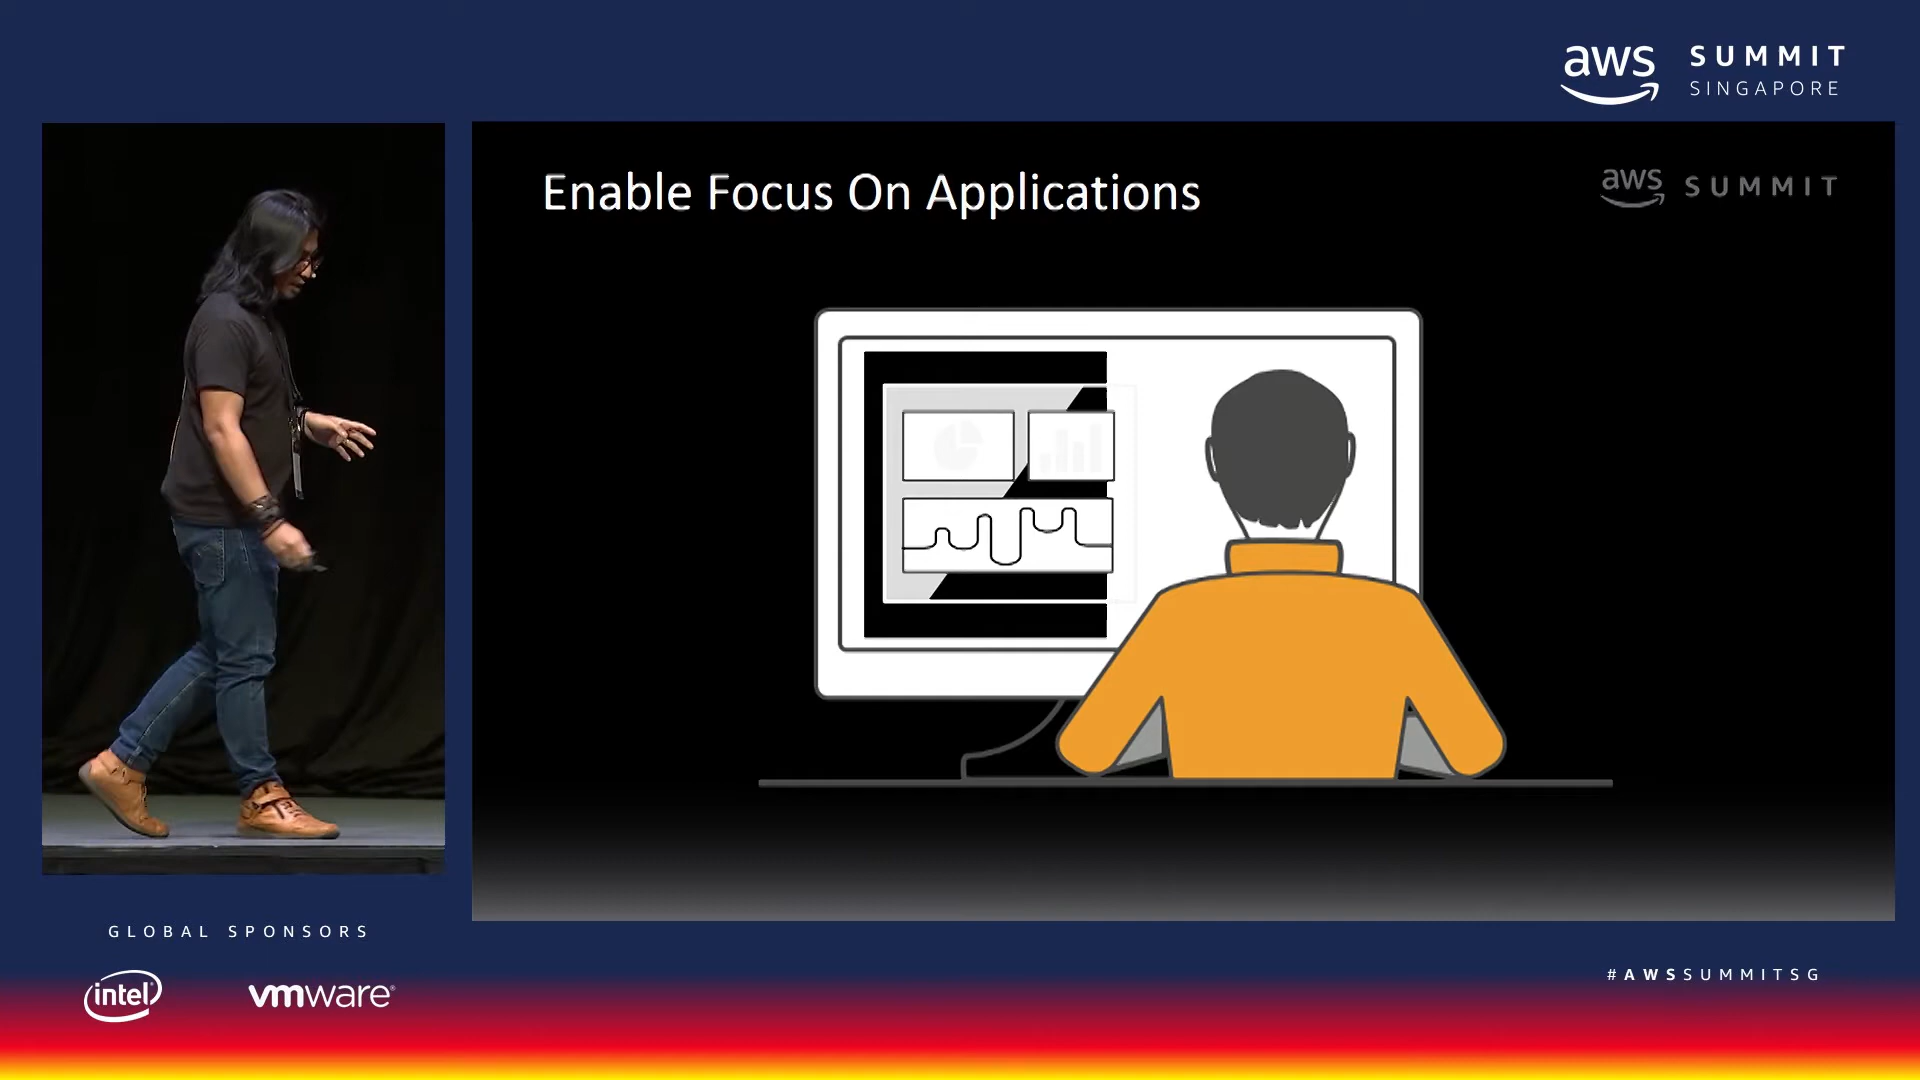 aws SUMMIT
SINGAPORE
Enable Focus On Applications
aws SUMMIT
GLOBAL SPONSORS
intel
vmware®
#AWSSUMMITSG